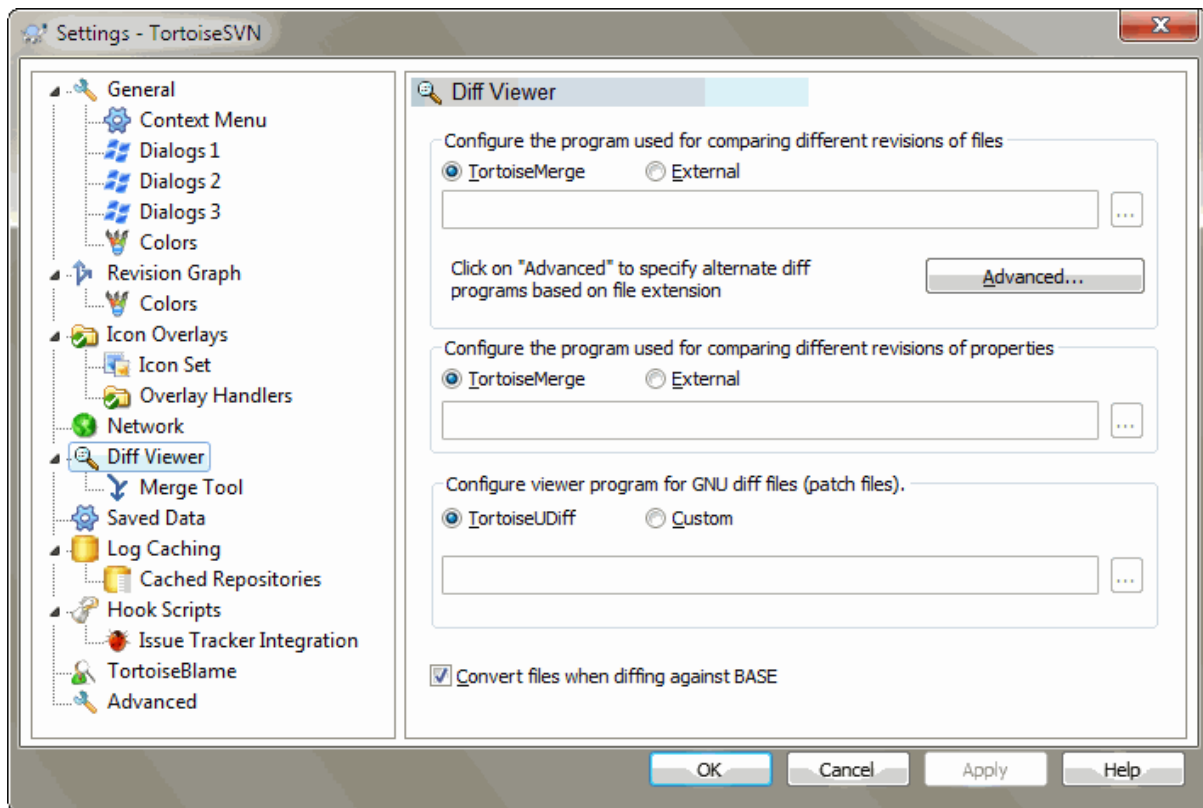 Settings - TortoiseSVN
General
Context Menu
Dialogs 1
Dialogs 2
Dialogs 3
Colors
Revision Graph
Colors
Icon Overlays
Icon Set
Overlay Handlers
Network
Diff Viewer
Merge Tool
Saved Data
Log Caching
Cached Repositories
Hook Scripts
Issue Tracker Integration
TortoiseBlame
Advanced
Diff Viewer
Configure the program used for comparing different revisions of files
TortoiseMerge External
...
Click on "Advanced" to specify alternate diff
programs based on file extension
Advanced...
Configure the program used for comparing different revisions of properties
TortoiseMerge External
...
Configure viewer program for GNU diff files (patch files).
TortoiseUDiff Custom
...
Convert files when diffing against BASE
OK Cancel Apply Help